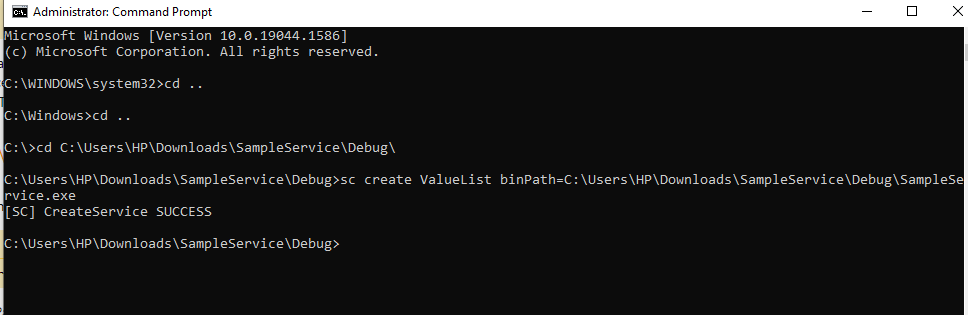 Administrator: Command Prompt
Microsoft Windows [Version 10.0.19044.1586]
(c) Microsoft Corporation. All rights reserved.
C:\WINDOWS\system32>cd ..
C:\Windows>cd ..
C:\>cd C:\Users\HP\Downloads\SampleService\Debug\
C:\Users\HP\Downloads\SampleService\Debug>sc create ValueList binPath=C:\Users\HP\Downloads\SampleService\Debug\SampleSe
rvice.exe
[SC] CreateService SUCCESS
C:\Users\HP\Downloads\SampleService\Debug>